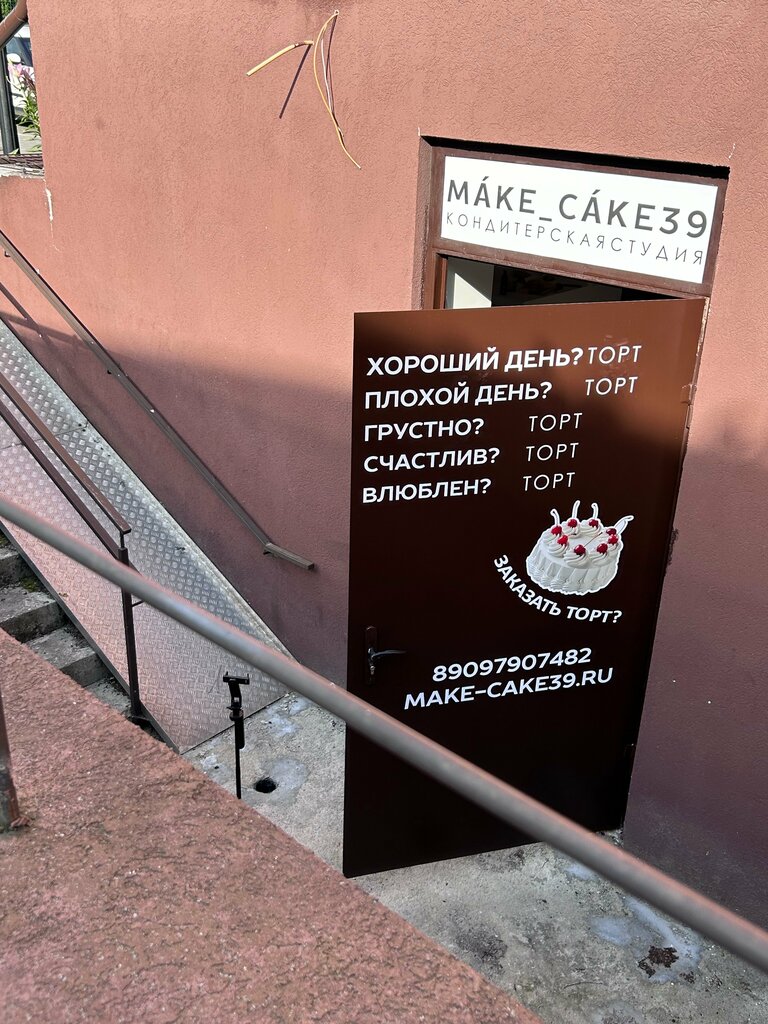 MÁKE_CÁKE39
КОНДИТЕРСКАЯСТУДИЯ
ХОРОШИЙ ДЕНЬ? ТОРТ
ПЛОХОЙ ДЕНЬ? ТОРТ
ГРУСТНО? ТОРТ
СЧАСТЛИВ? ТОРТ
ВЛЮБЛЕН? ТОРТ
ЗАКАЗАТЬ ТОРТ?
89097907482
MAKE-CAKE39.RU